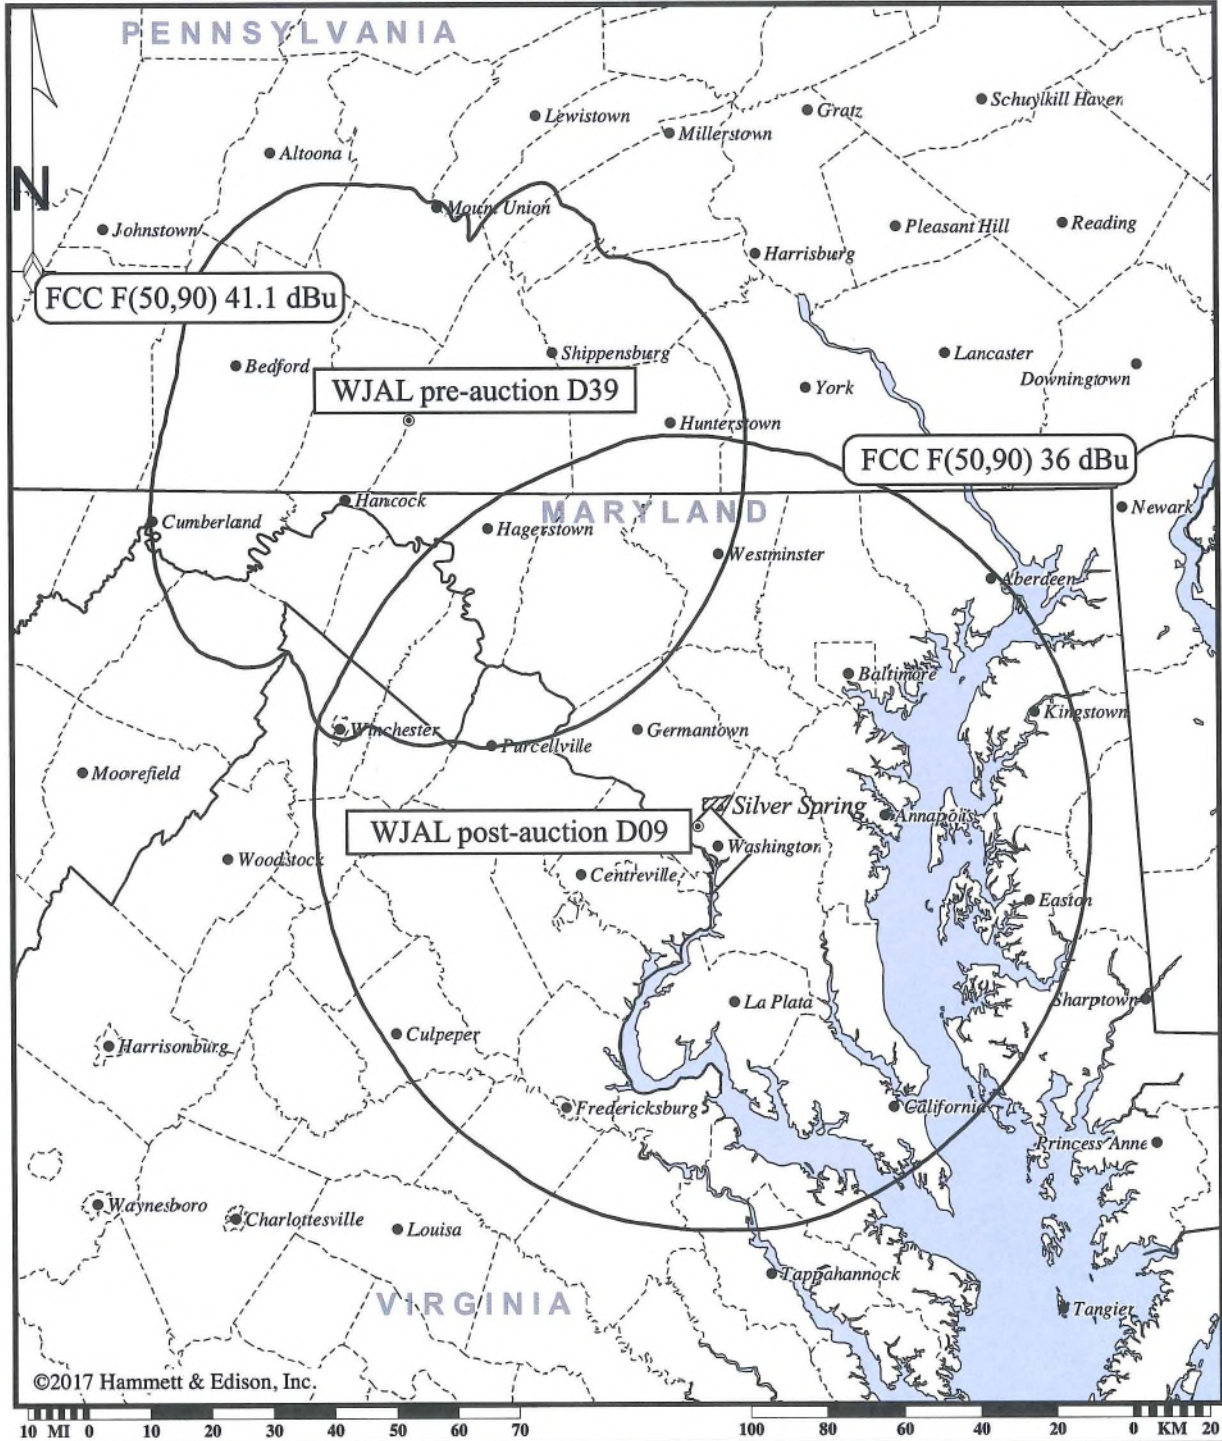 PENNSYLVANIA
Schuylkill Haven
Gratz
Lewistown
Millerstown
Altoona
N
Mount Union
Johnstown
Pleasant Hill
Reading
Harrisburg
FCC F(50,90) 41.1 dBu
Shippensburg
Lancaster
Bedford
Downingtown
WJAL pre-auction D39
York
Hunterstown
FCC F(50,90) 36 dBu
Hancock
MARYLAND
Newark
Cumberland
Hagerstown
Westminster
Aberdeen
Baltimore
Kingstown
Winchester
Germantown
Purcellville
Moorefield
Silver Spring
Annapolis
WJAL post-auction D09
Washington
Woodstock
Centreville
Easton
Sharptown
La Plata
Culpeper
Harrisonburg
Fredericksburg
California
Princess Anne
Waynesboro
Charlottesville
Louisa
Tappahannock
VIRGINIA
Tangier
©2017 Hammett & Edison, Inc.
10 MI 0 10 20 30 40 50 60 70 100 80 60 40 20 0 KM 20